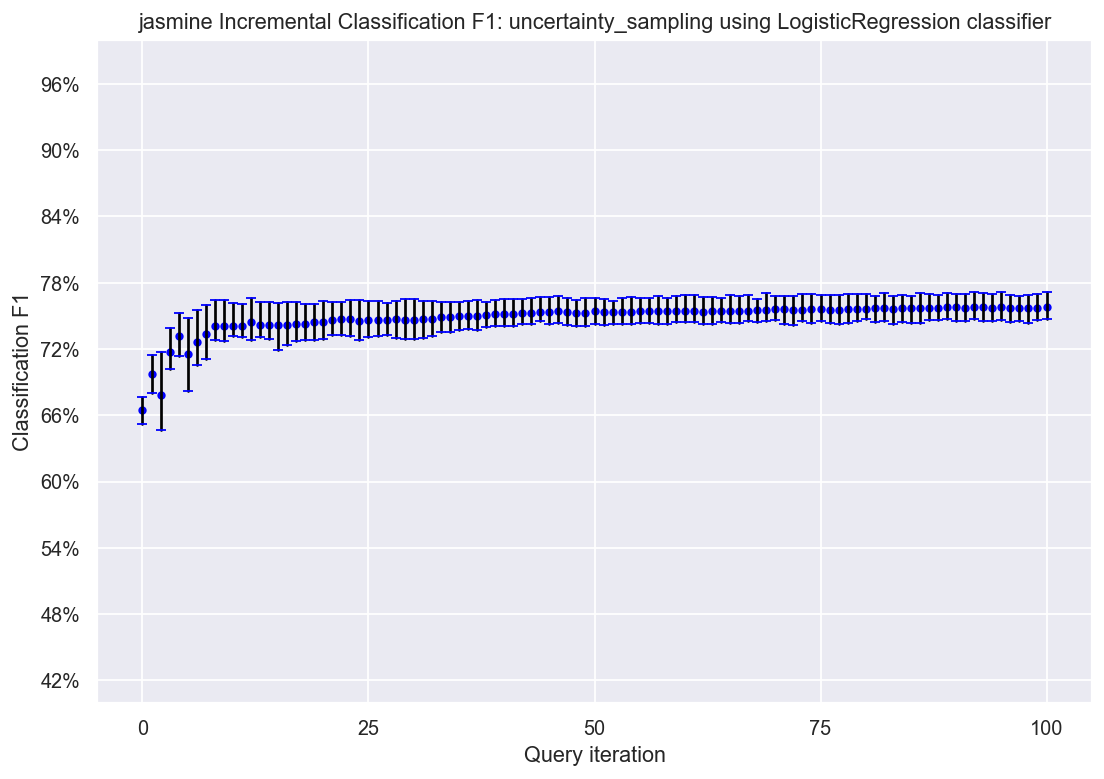 jasmine Incremental Classification F1: uncertainty_sampling using LogisticRegression classifier
96%
90%
84%
78%
72%
66%
60%
54%
48%
42%
Classification F1
0 25 50 75 100
Query iteration